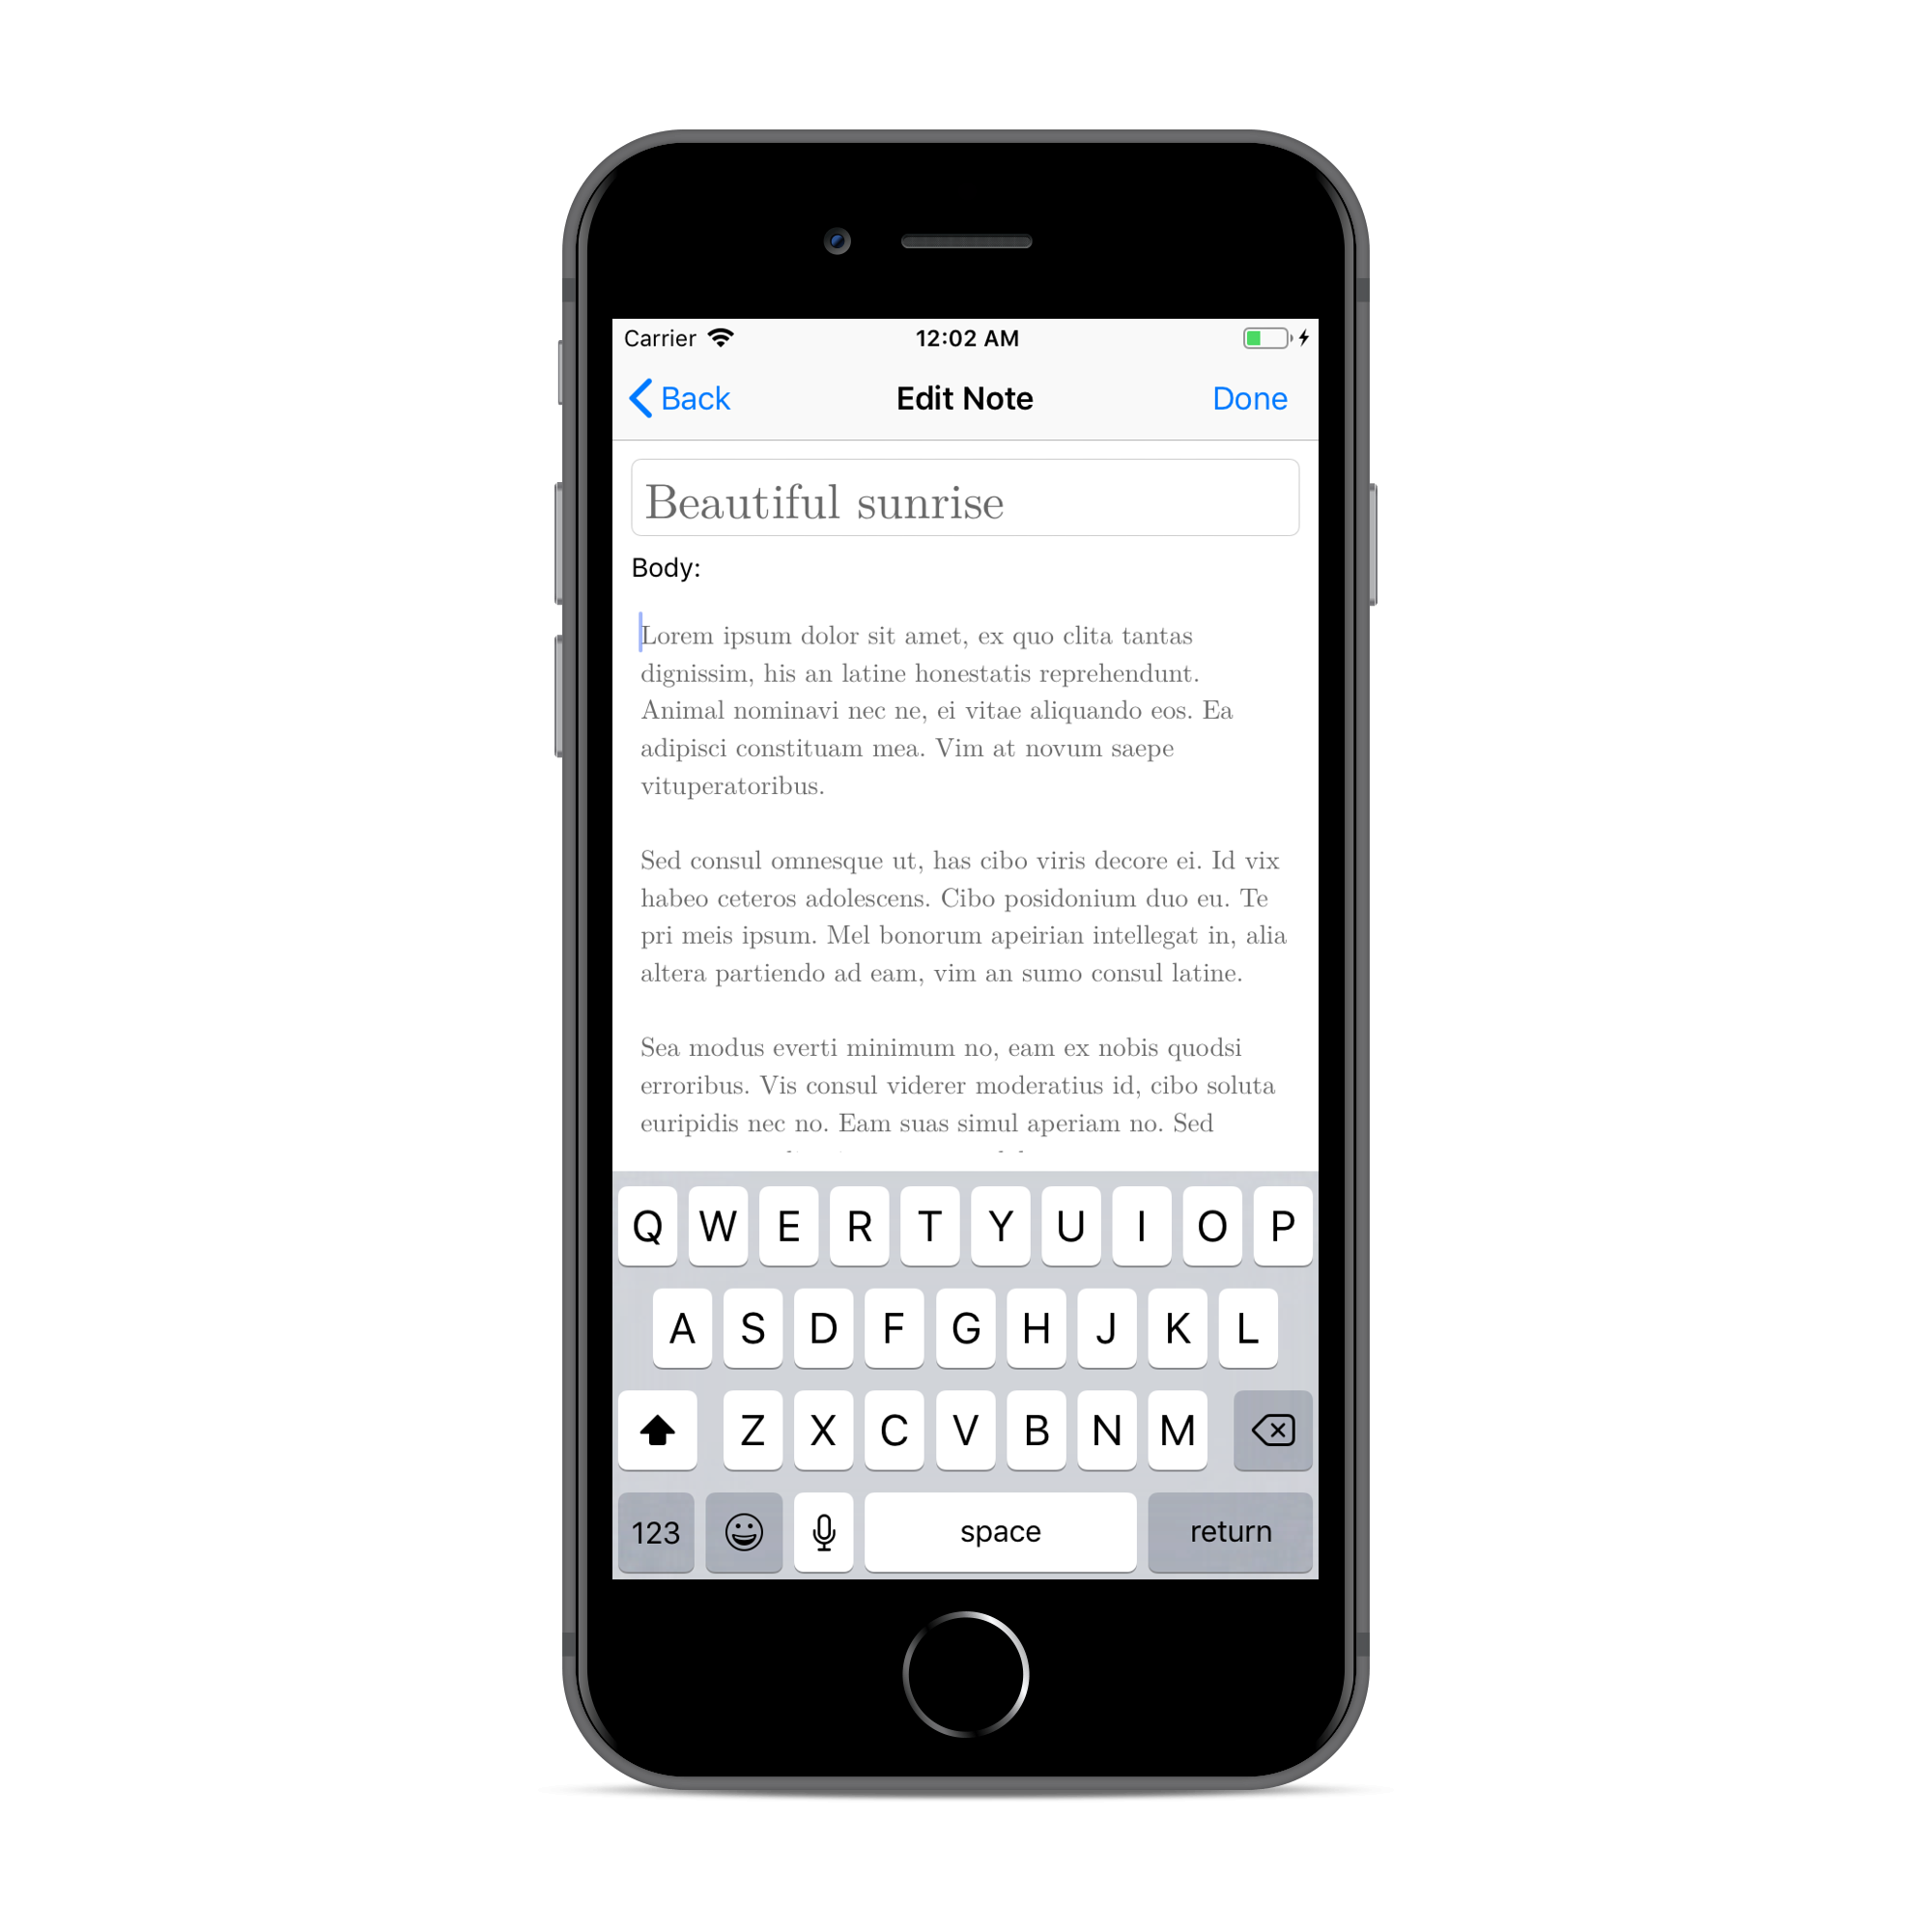 Carrier 12:02 AM
Back Edit Note Done
Beautiful sunrise
Body:
Lorem ipsum dolor sit amet, ex quo clita tantas
dignissim, his an latine honestatis reprehendunt.
Animal nominavi nec ne, ei vitae aliquando eos. Ea
adipisci constituam mea. Vim at novum saepe
vituperatoribus.
Sed consul omnesque ut, has cibo viris decore ei. Id vix
habeo ceteros adolescens. Cibo posidonium duo eu. Te
pri meis ipsum. Mel bonorum apeirian intellegat in, alia
altera partiendo ad eam, vim an sumo consul latine.
Sea modus everti minimum no, eam ex nobis quodsi
erroribus. Vis consul viderer moderatius id, cibo soluta
euripidis nec no. Eam suas simul aperiam no. Sed
Q W E R T Y U I O P
A S D F G H J K L
Z X C V B N M
123 space return